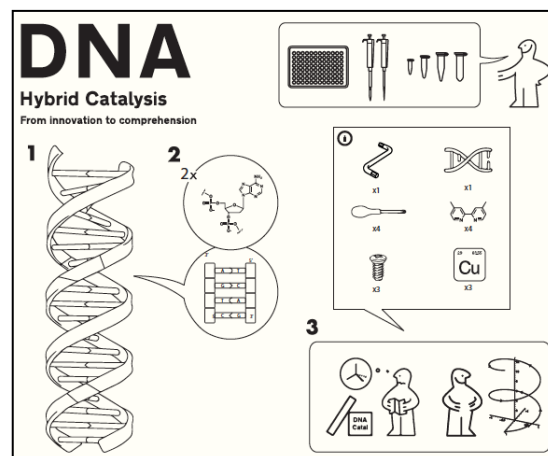 DNA
Hybrid Catalysis
From innovation to comprehension
1
2
2x
NH₂
A T
G C
T A
C G
x1
x1
x4
x4
x3
Cu
x3
3
DNA
Catal